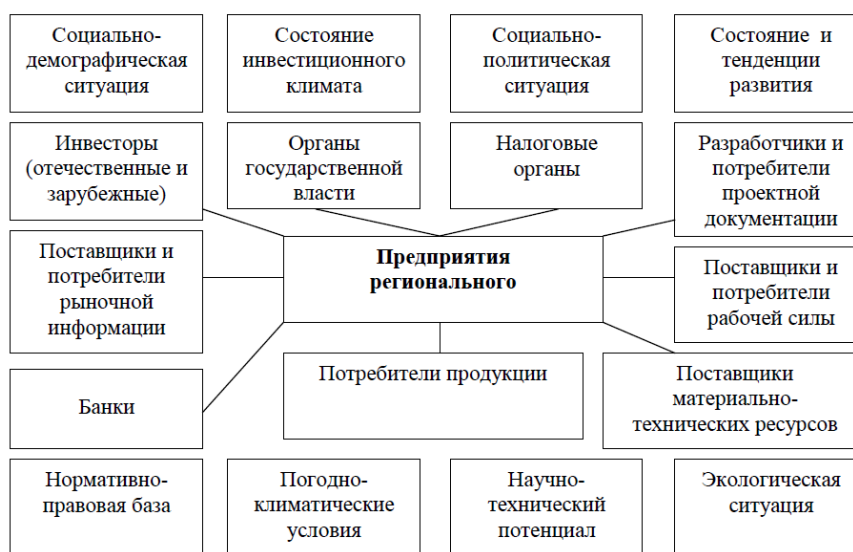 Социально-
демографическая
ситуация
Состояние
инвестиционного
климата
Социально-
политическая
ситуация
Состояние и
тенденции
развития
Инвесторы
(отечественные и
зарубежные)
Органы
государственной
власти
Налоговые
органы
Разработчики и
потребители
проектной
документации
Поставщики и
потребители
рыночной
информации
Предприятия
регионального
Поставщики и
потребители
рабочей силы
Банки
Потребители продукции
Поставщики
материально-
технических ресурсов
Нормативно-
правовая база
Погодно-
климатические
условия
Научно-
технический
потенциал
Экологическая
ситуация